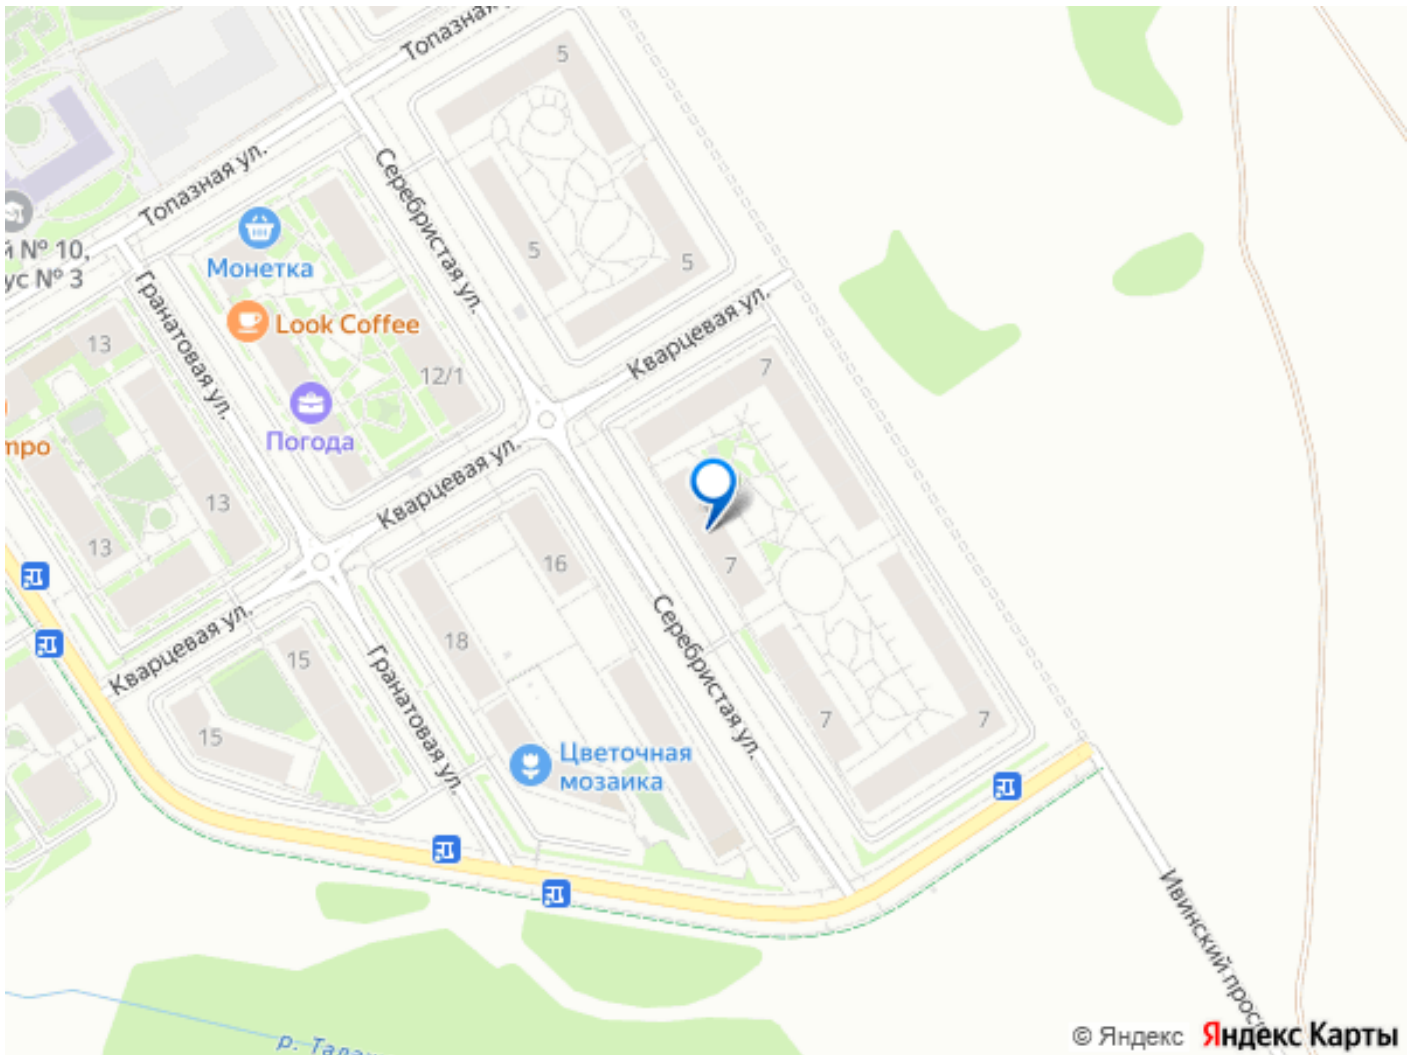 Топазная
5
Серебристая ул.
Топазная ул.
й № 10,
ус № 3
Монетка
5
5
Гранатовая ул.
Look Coffee
Кварцевая ул.
13
12/1
7
Погода
mpo
13
Кварцевая ул.
13
16
7
Серебристая ул.
Кварцевая ул.
18
15
Гранатовая ул.
15
7
7
Цветочная
мозаика
Ивинский прос
р. Тала
© Яндекс Яндекс Карты